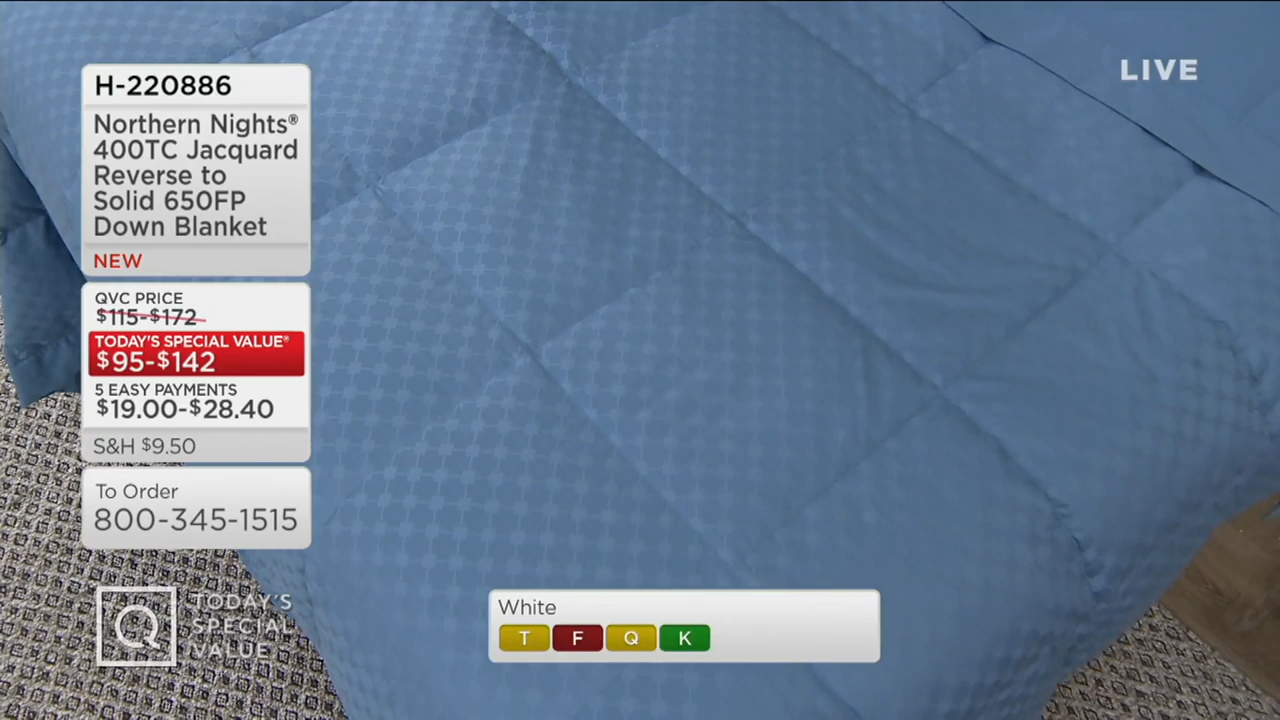 LIVE
H-220886
Northern Nights®
400TC Jacquard
Reverse to
Solid 650FP
Down Blanket
NEW
QVC PRICE
$115-$172
TODAY'S SPECIAL VALUE®
$95-$142
5 EASY PAYMENTS
$19.00-$28.40
S&H $9.50
To Order
800-345-1515
Q
TODAY'S
SPECIAL
VALUE
White
T F Q K